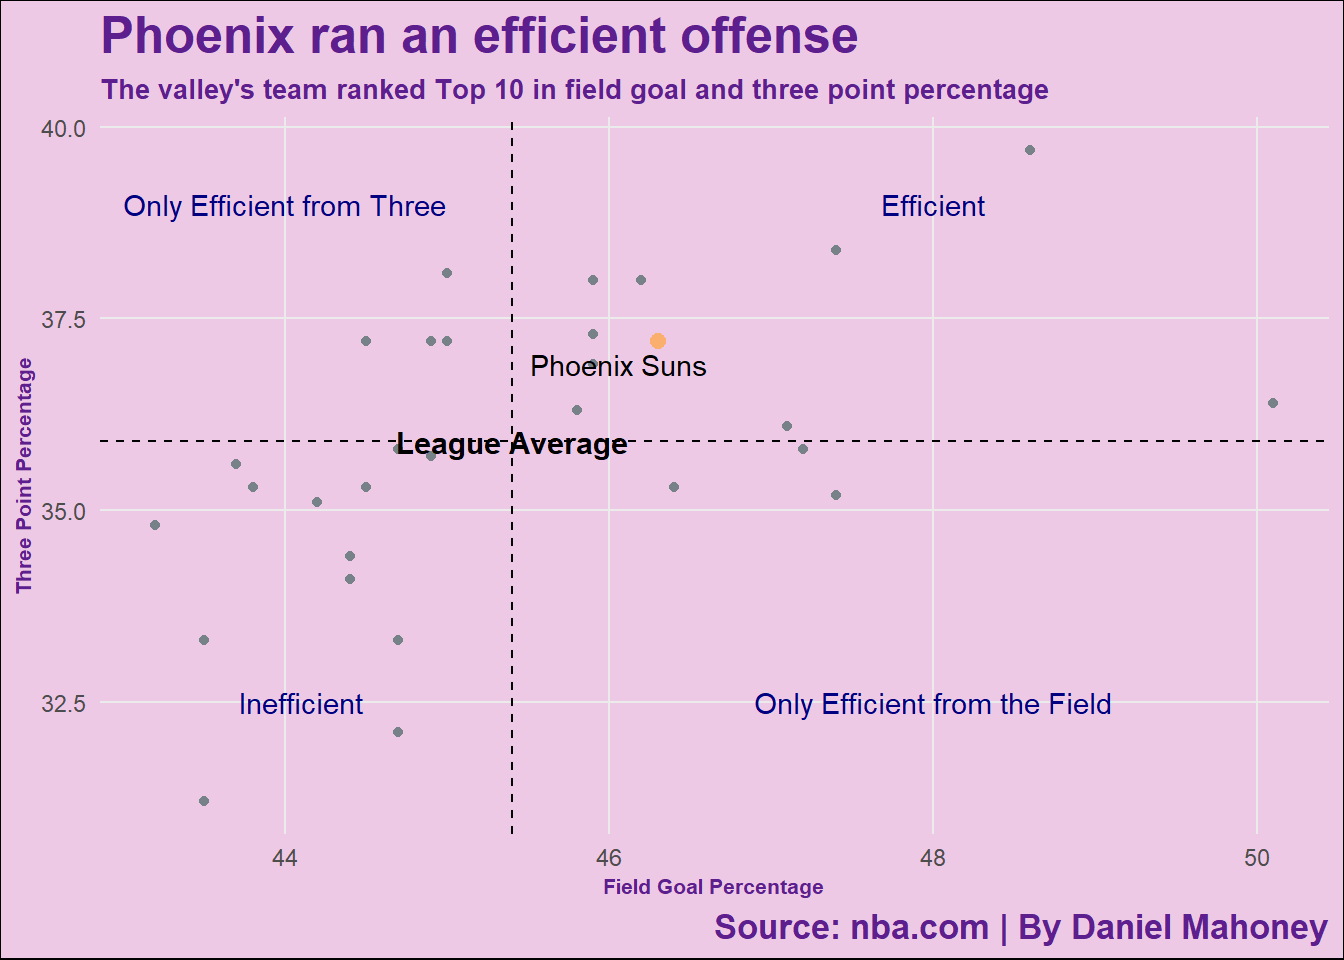 Phoenix ran an efficient offense
The valley's team ranked Top 10 in field goal and three point percentage
40.0
Only Efficient from Three
Efficient
37.5
Phoenix Suns
League Average
35.0
32.5
Inefficient
Only Efficient from the Field
Three Point Percentage
44
46
48
50
Field Goal Percentage
Source: nba.com | By Daniel Mahoney